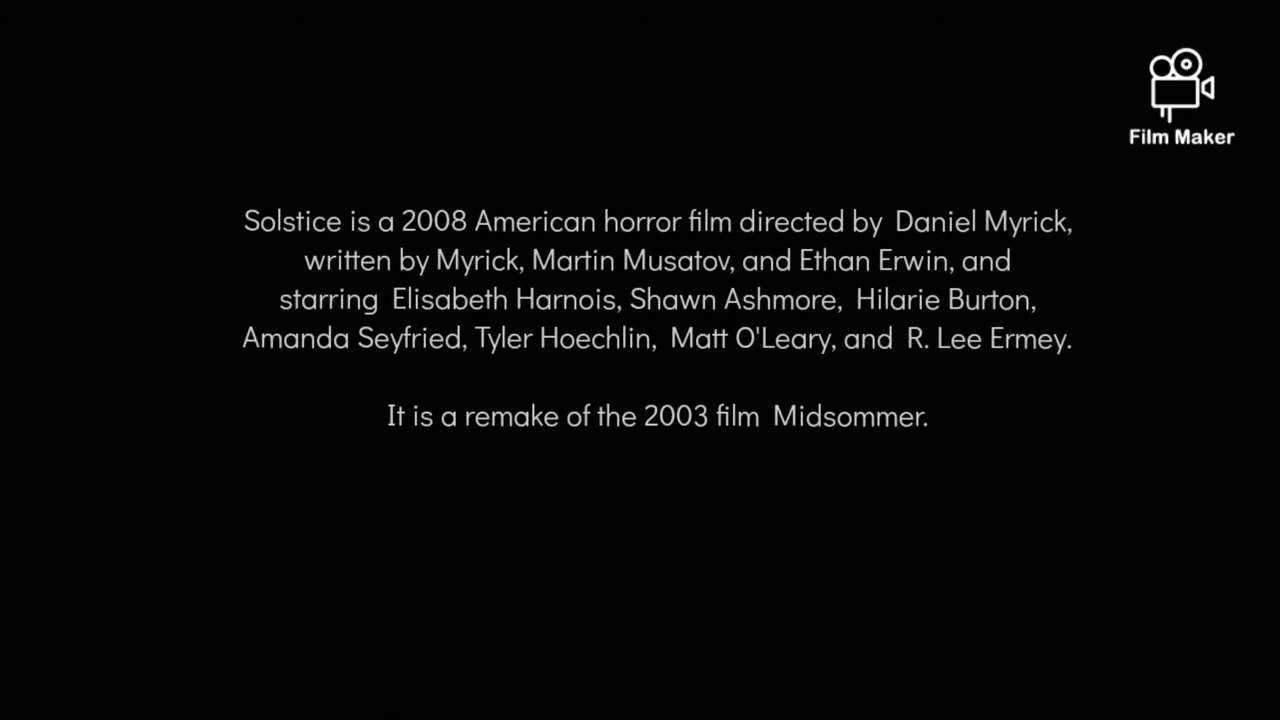 Film Maker
Solstice is a 2008 American horror film directed by Daniel Myrick,
written by Myrick, Martin Musatov, and Ethan Erwin, and
starring Elisabeth Harnois, Shawn Ashmore, Hilarie Burton,
Amanda Seyfried, Tyler Hoechlin, Matt O'Leary, and R. Lee Ermey.
It is a remake of the 2003 film Midsommer.